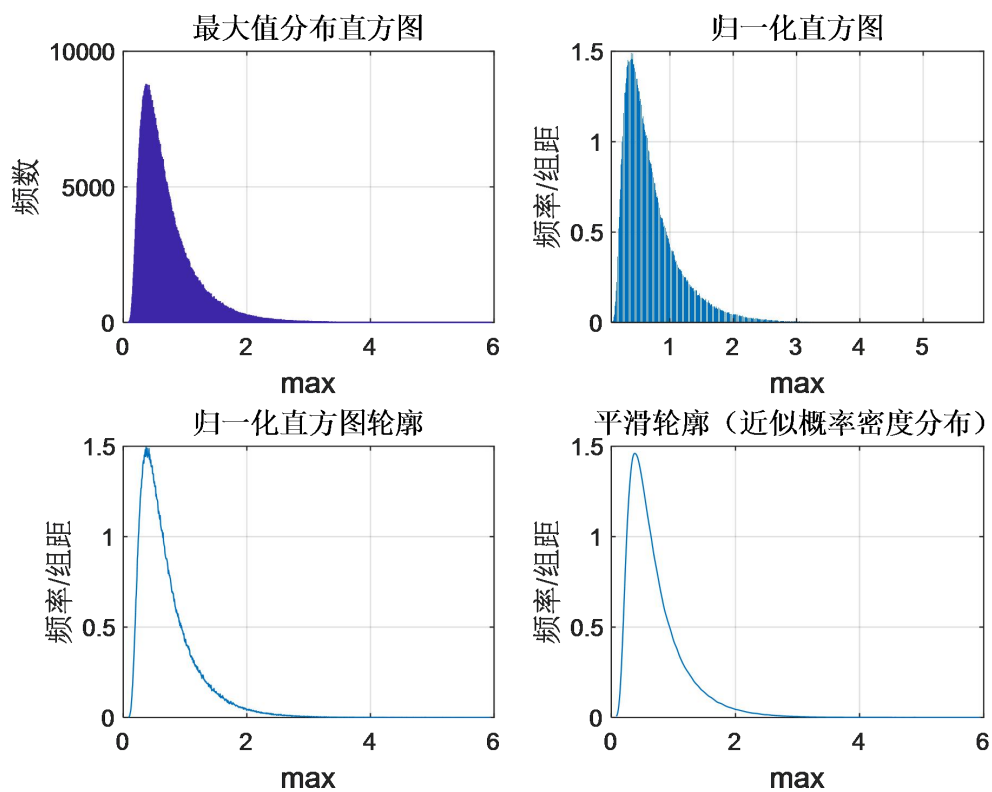 最大值分布直方图
10000
5000
0
频数
0 2 4 6
max
归一化直方图
1.5
1
0.5
0
频率/组距
1 2 3 4 5
max
归一化直方图轮廓
1.5
1
0.5
0
频率/组距
0 2 4 6
max
平滑轮廓（近似概率密度分布）
1.5
1
0.5
0
频率/组距
0 2 4 6
max